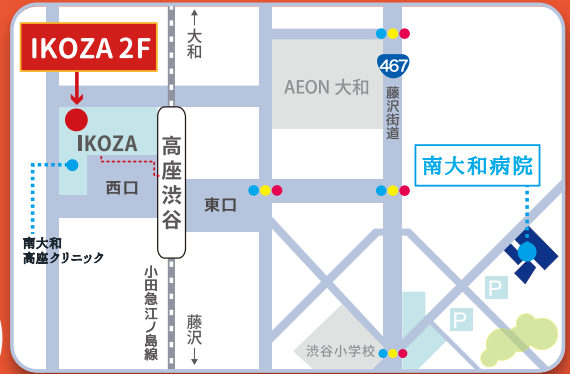 IKOZA 2F
↑大和
467
AEON 大和
藤沢街道
IKOZA
高座渋谷
南大和病院
西口
東口
南大和
高座クリニック
小田急江ノ島線
藤沢↓
P
P
渋谷小学校